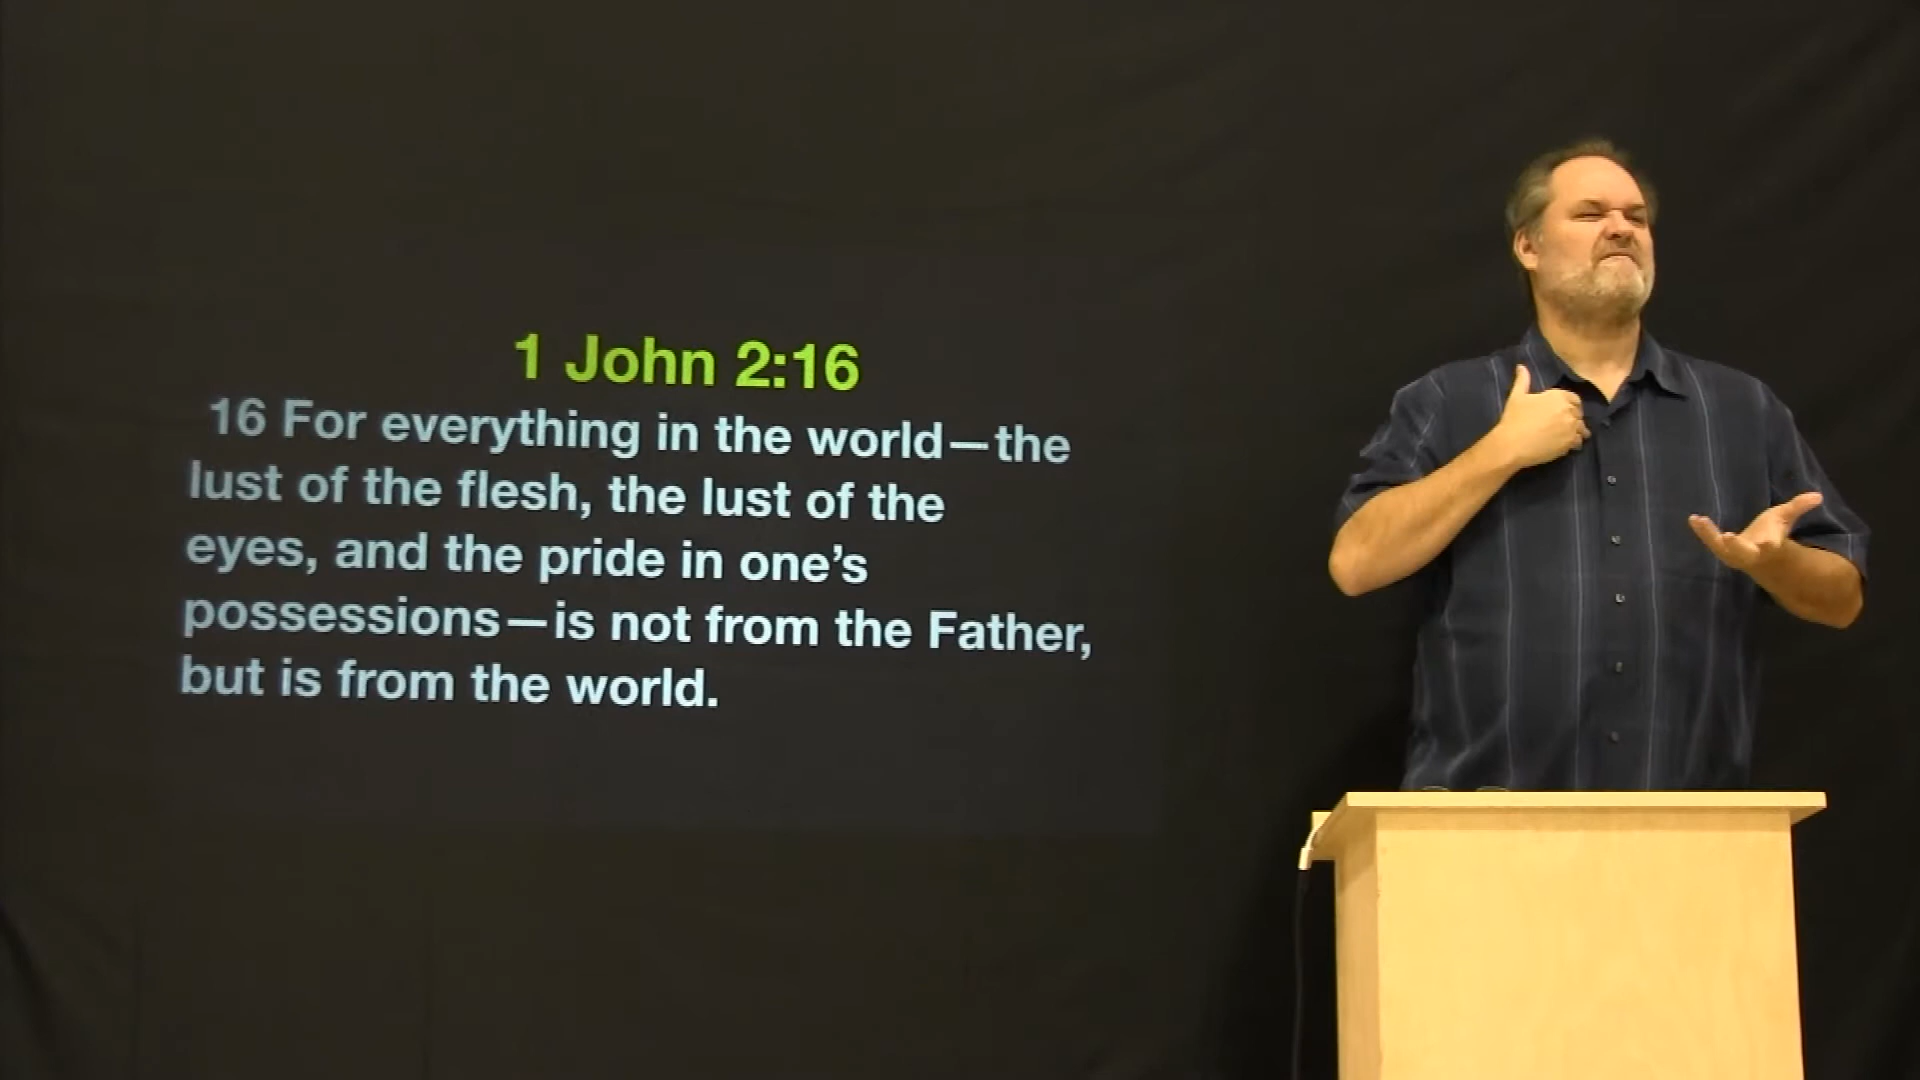 1 John 2:16
16 For everything in the world—the
lust of the flesh, the lust of the
eyes, and the pride in one’s
possessions—is not from the Father,
but is from the world.